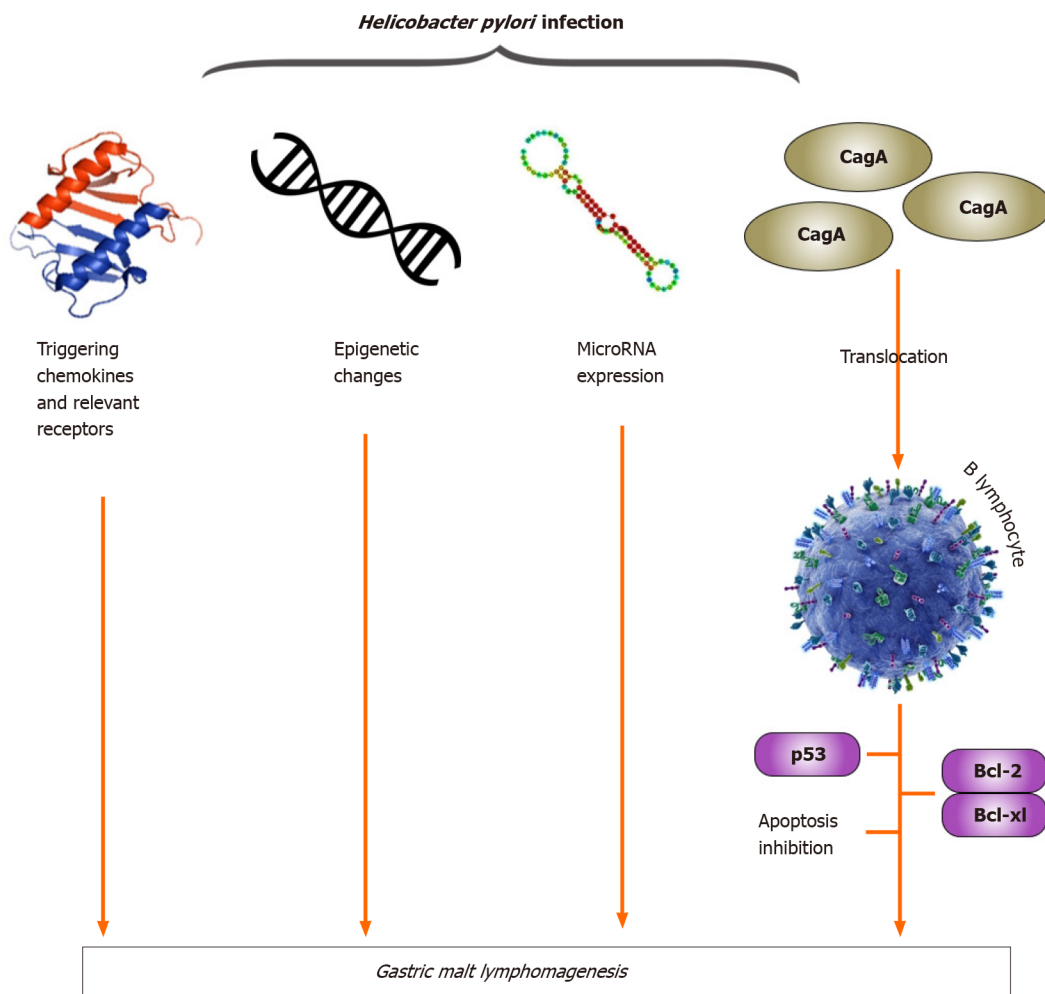 Helicobacter pylori infection
CagA
CagA
CagA
Triggering
chemokines
and relevant
receptors
Epigenetic
changes
MicroRNA
expression
Translocation
B lymphocyte
p53
Bcl-2
Bcl-xl
Apoptosis
inhibition
Gastric malt lymphomagenesis